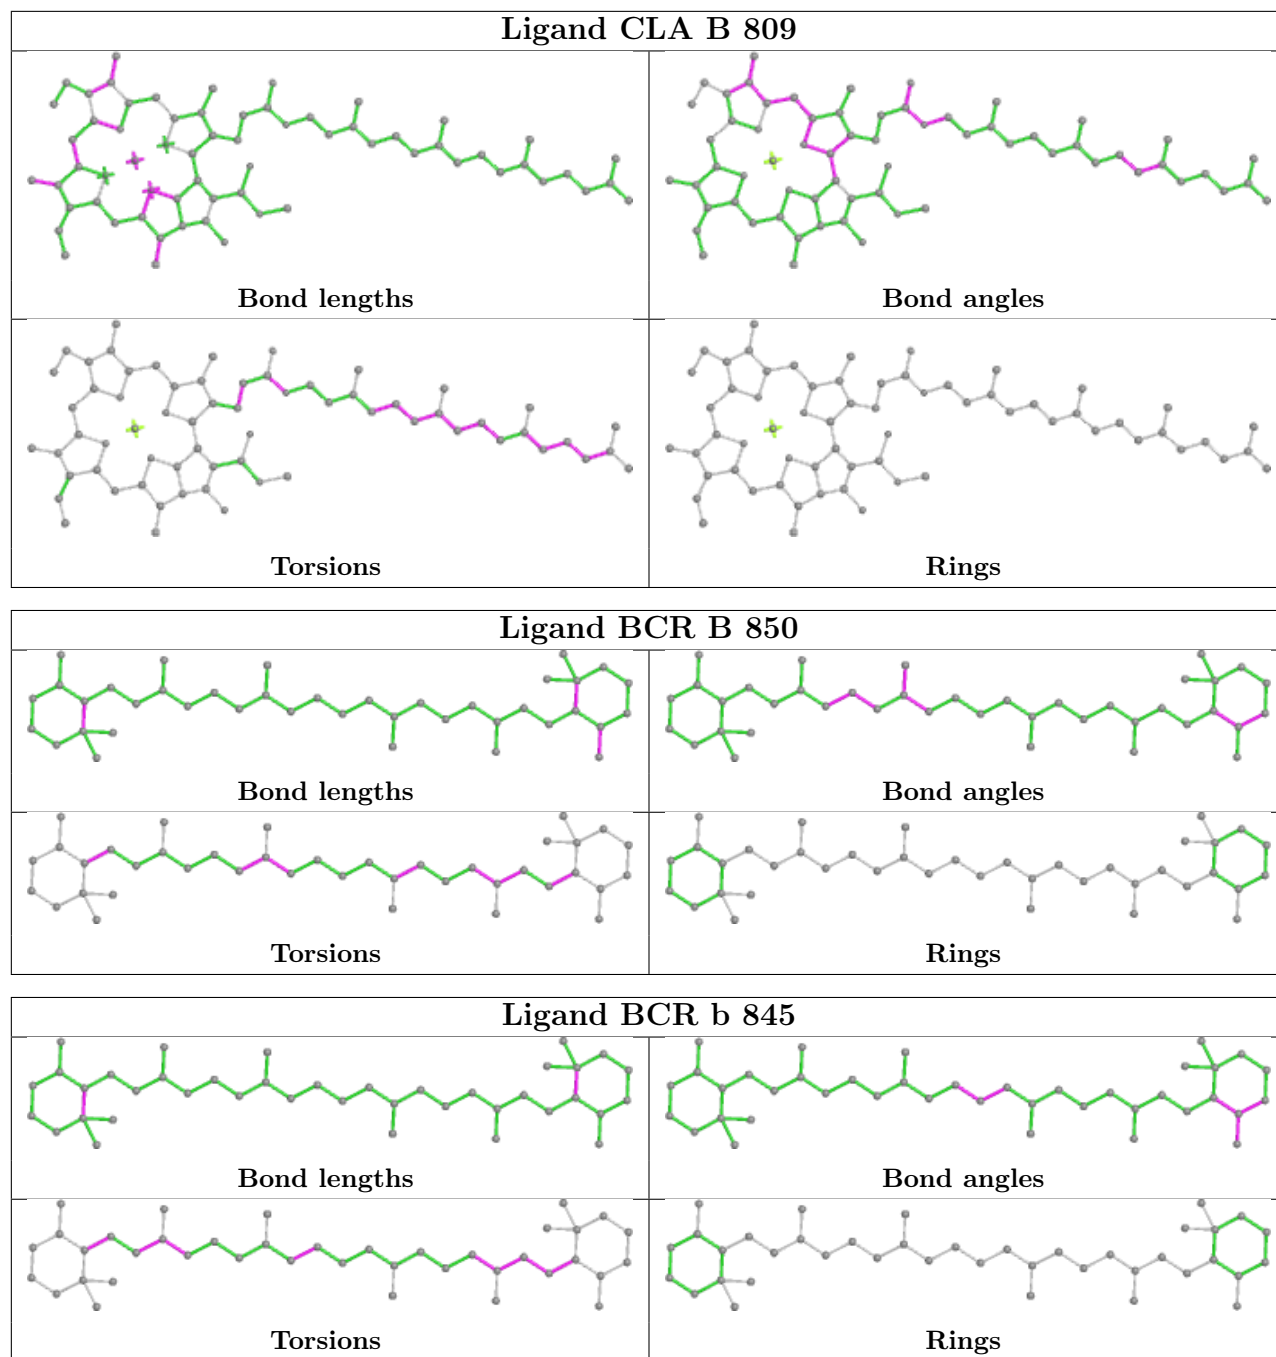 Ligand CLA B 809
Bond lengths
Bond angles
Torsions
Rings
Ligand BCR B 850
Bond lengths
Bond angles
Torsions
Rings
Ligand BCR b 845
Bond lengths
Bond angles
Torsions
Rings